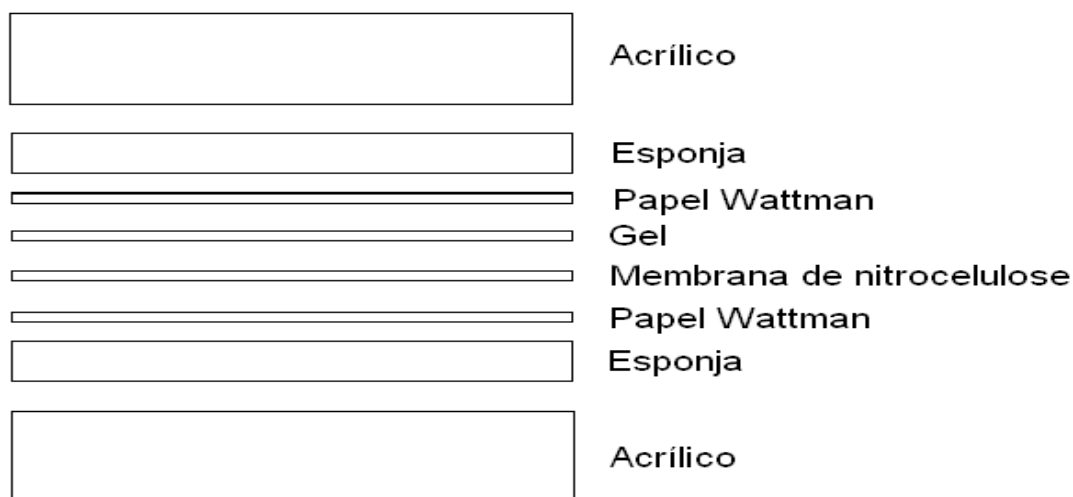 Acrílico
Esponja
Papel Wattman
Gel
Membrana de nitrocelulose
Papel Wattman
Esponja
Acrílico